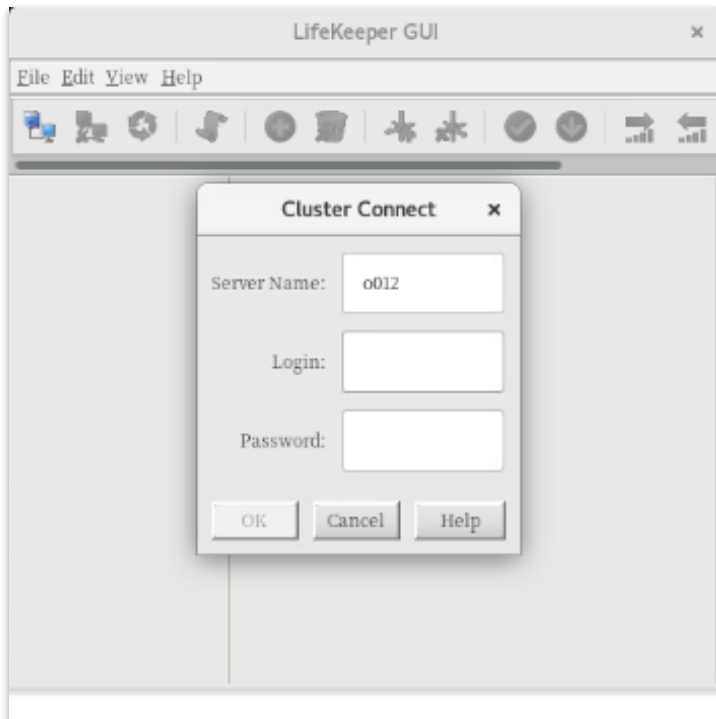 LifeKeeper GUI
File Edit View Help
Cluster Connect
Server Name: o012
Login:
Password:
OK Cancel Help